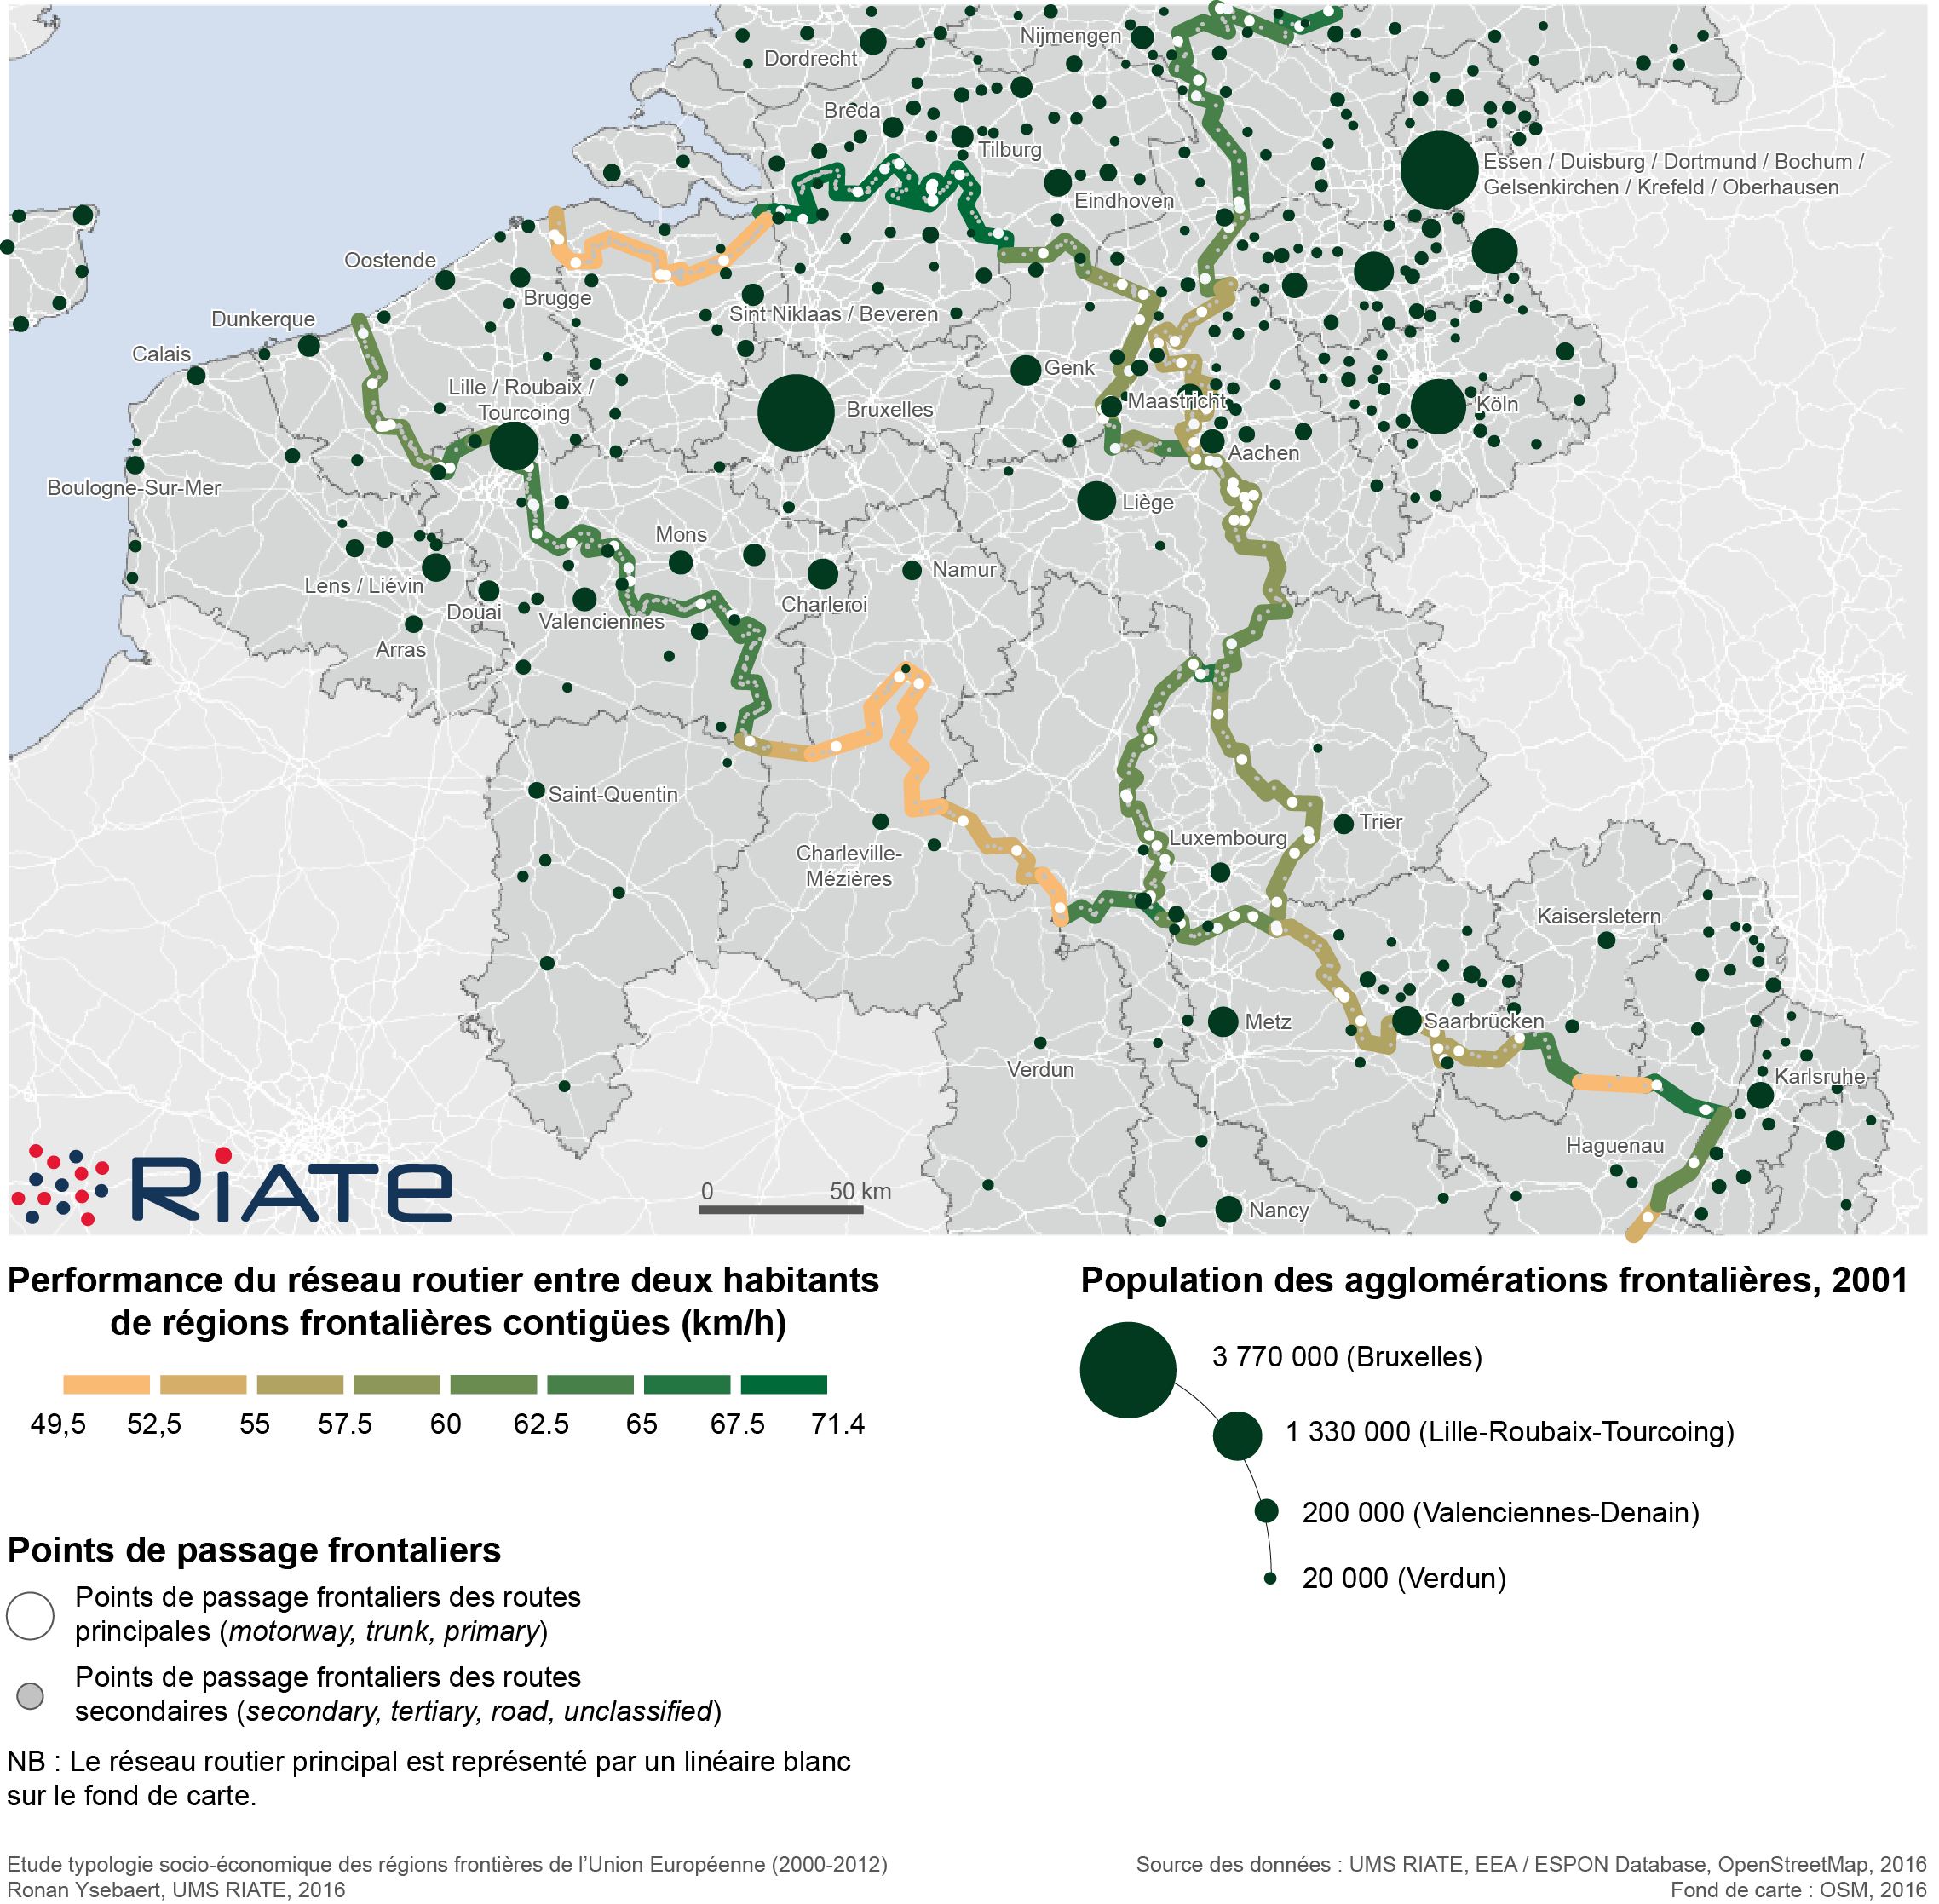 Nijmengen
Dordrecht
Breda
Tilburg
Essen / Duisburg / Dortmund / Bochum /
Gelsenkirchen / Krefeld / Oberhausen
Eindhoven
Oostende
Brugge
Sint Niklaas / Beveren
Dunkerque
Calais
Lille / Roubaix /
Tourcoing
Genk
Bruxelles
Maastricht
Köln
Aachen
Boulogne-Sur-Mer
Liège
Mons
Namur
Lens / Liévin
Charleroi
Douai
Valenciennes
Arras
Saint-Quentin
Trier
Luxembourg
Charleville-
Mézières
Kaisersletern
Metz
Saarbrücken
Verdun
Karlsruhe
Haguenau
Nancy
RiATE
0 50 km
Performance du réseau routier entre deux habitants
de régions frontalières contigües (km/h)
49,5 52,5 55 57.5 60 62.5 65 67.5 71.4
Population des agglomérations frontalières, 2001
3 770 000 (Bruxelles)
1 330 000 (Lille-Roubaix-Tourcoing)
200 000 (Valenciennes-Denain)
20 000 (Verdun)
Points de passage frontaliers
Points de passage frontaliers des routes
principales (motorway, trunk, primary)
Points de passage frontaliers des routes
secondaires (secondary, tertiary, road, unclassified)
NB : Le réseau routier principal est représenté par un linéaire blanc
sur le fond de carte.
Etude typologie socio-économique des régions frontières de l'Union Européenne (2000-2012)
Ronan Ysebaert, UMS RIATE, 2016
Source des données : UMS RIATE, EEA / ESPON Database, OpenStreetMap, 2016
Fond de carte : OSM, 2016